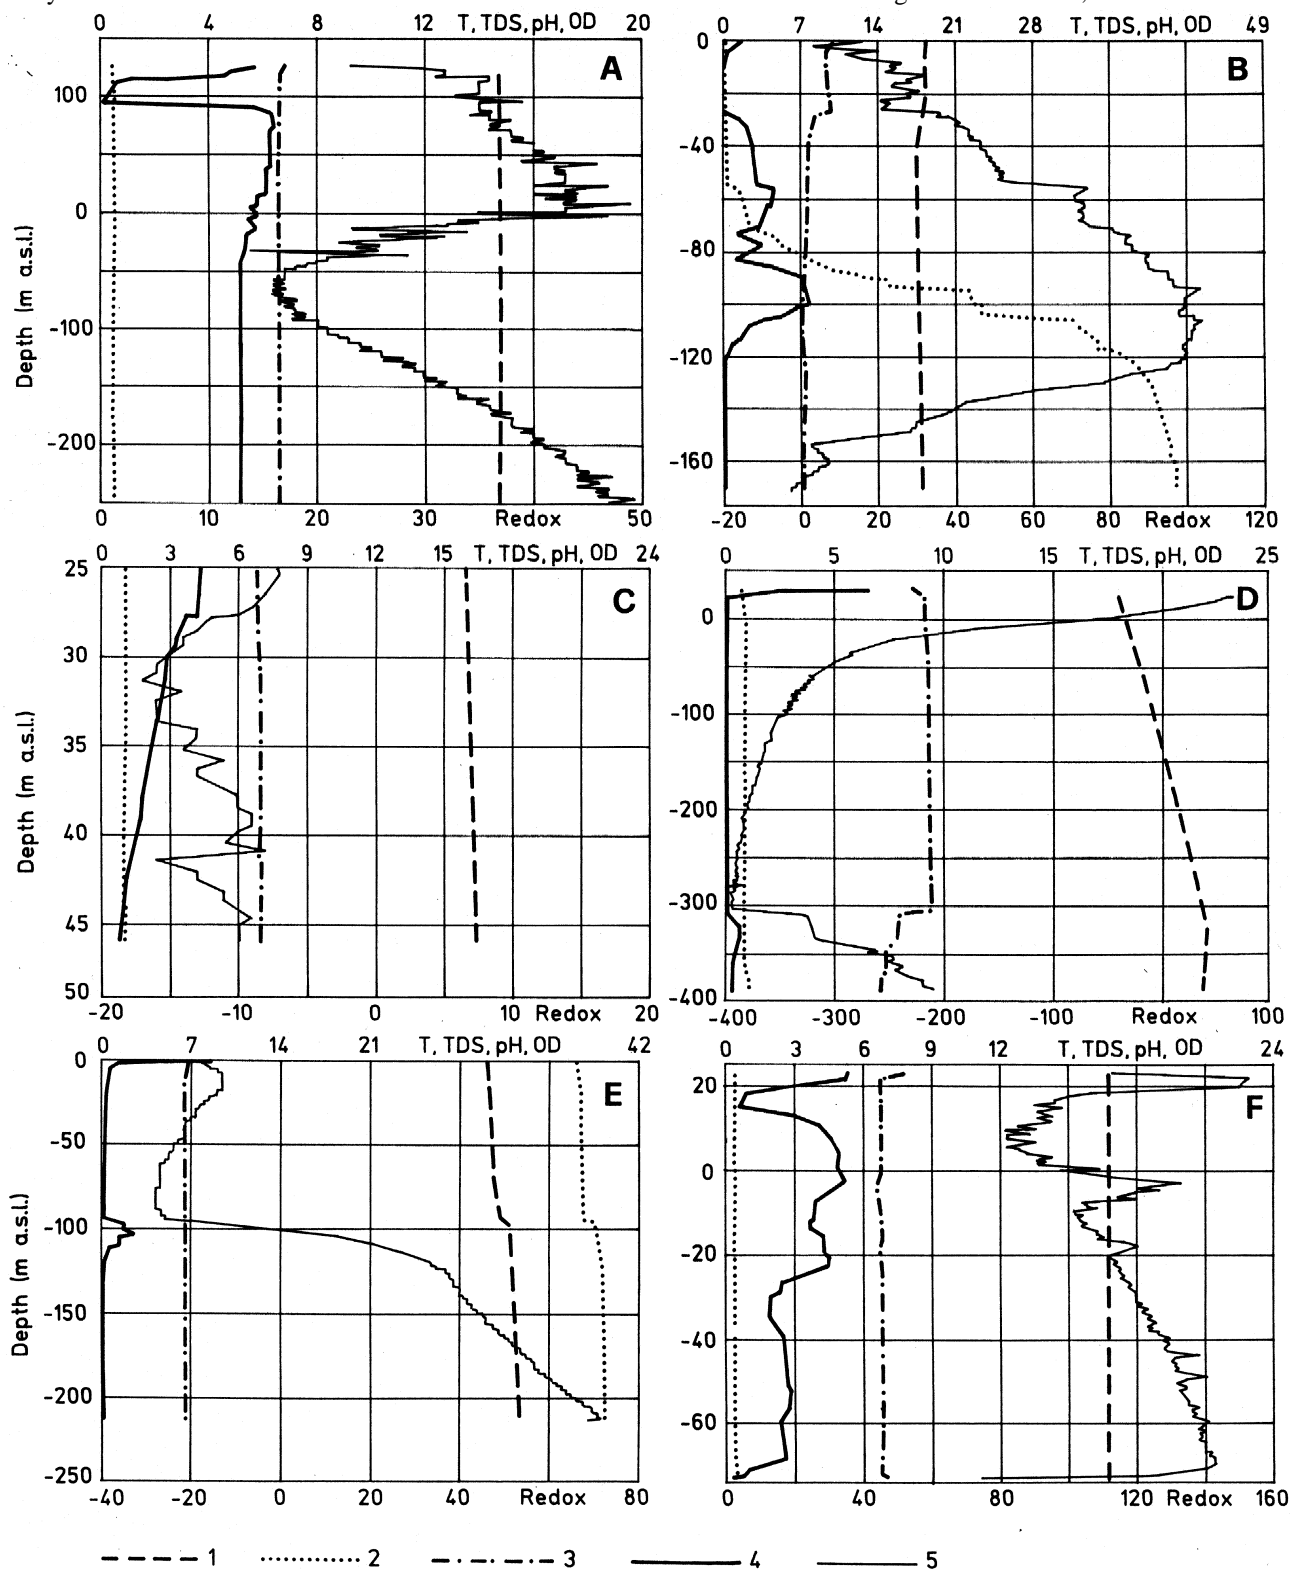 0 4 8 12 T, TDS, pH, OD 20
A
100
0
-100
-200
Depth (m a.s.l.)
0 10 20 30 Redox 50
0 7 14 21 28 T, TDS, pH, OD 49
B
0
-40
-80
-120
-160
-20 0 20 40 60 80 Redox 120
0 3 6 9 12 15 T, TDS, pH, OD 24
C
25
30
35
40
45
50
Depth (m a.s.l.)
-20 -10 0 10 Redox 20
0 5 10 15 T, TDS, pH, OD 25
D
0
-100
-200
-300
-400
-400 -300 -200 -100 Redox 100
0 7 14 21 T, TDS, pH, OD 42
E
0
-50
-100
-150
-200
-250
Depth (m a.s.l.)
-40 -20 0 20 40 Redox 80
0 3 6 9 12 T, TDS, pH, OD 24
F
20
0
-20
-40
-60
0 40 80 120 Redox 160
1 2 3 4 5